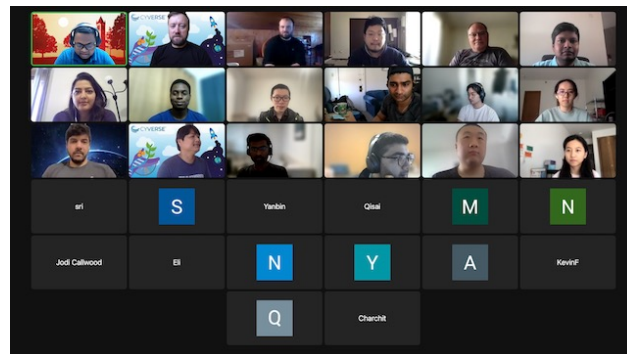 CYVERSE
CYVERSE
sri
S
Yanbin
Qisai
M
N
Jodi Callwood
Eli
N
Y
A
KevinF
Q
Charchit